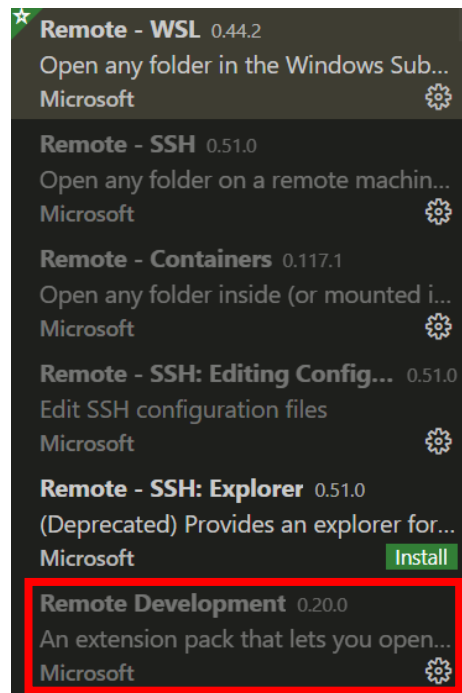 Remote - WSL 0.44.2
Open any folder in the Windows Sub...
Microsoft
Remote - SSH 0.51.0
Open any folder on a remote machin...
Microsoft
Remote - Containers 0.117.1
Open any folder inside (or mounted i...
Microsoft
Remote - SSH: Editing Config... 0.51.0
Edit SSH configuration files
Microsoft
Remote - SSH: Explorer 0.51.0
(Deprecated) Provides an explorer for...
Microsoft Install
Remote Development 0.20.0
An extension pack that lets you open...
Microsoft